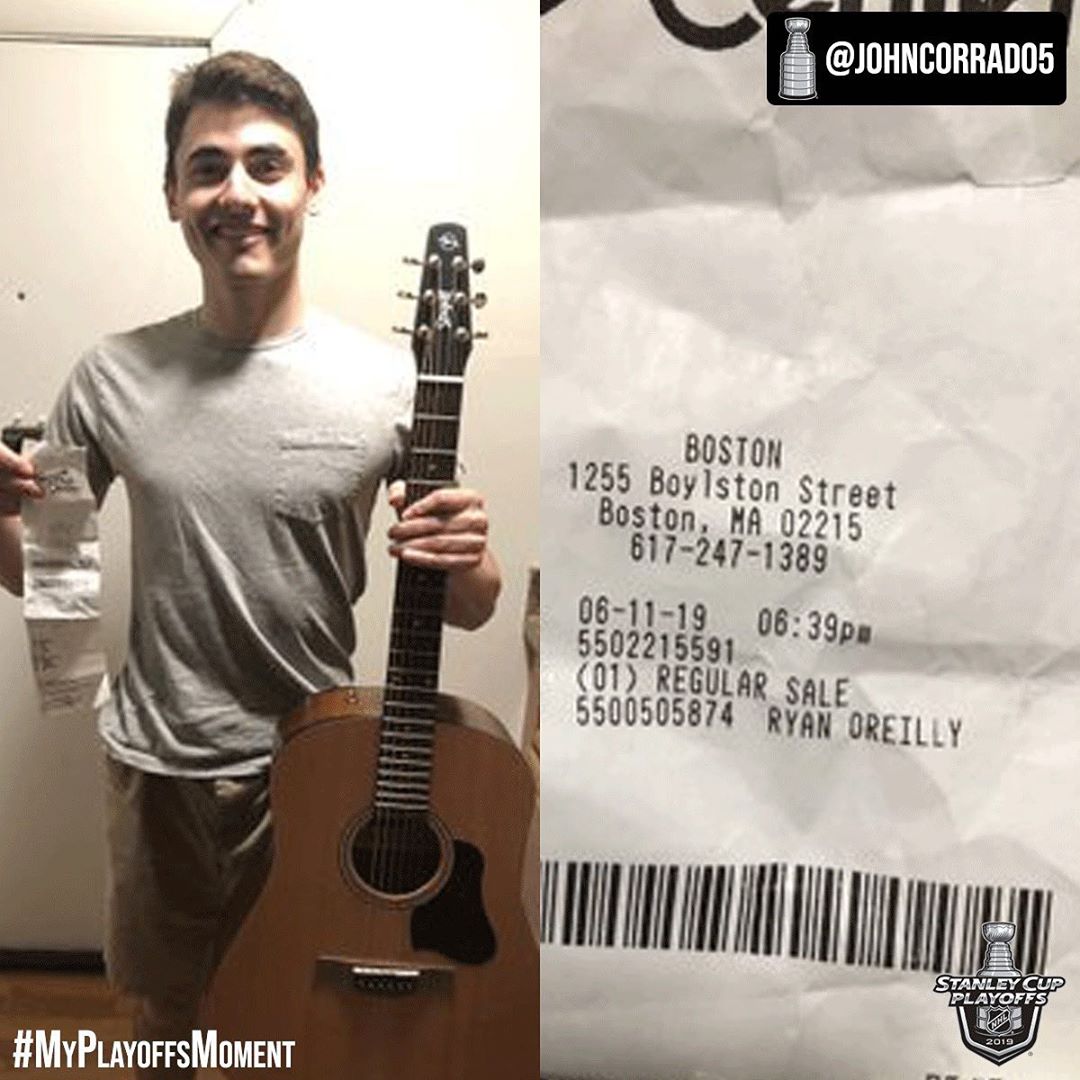 @JOHNCORRADO5
BOSTON
1255 Boylston Street
Boston, MA 02215
617-247-1389
06-11-19 06:39pm
5502215591
(01) REGULAR SALE
5500505874 RYAN OREILLY
#MYPLAYOFFSMOMENT
STANLEY CUP
PLAYOFFS
NHL
2019